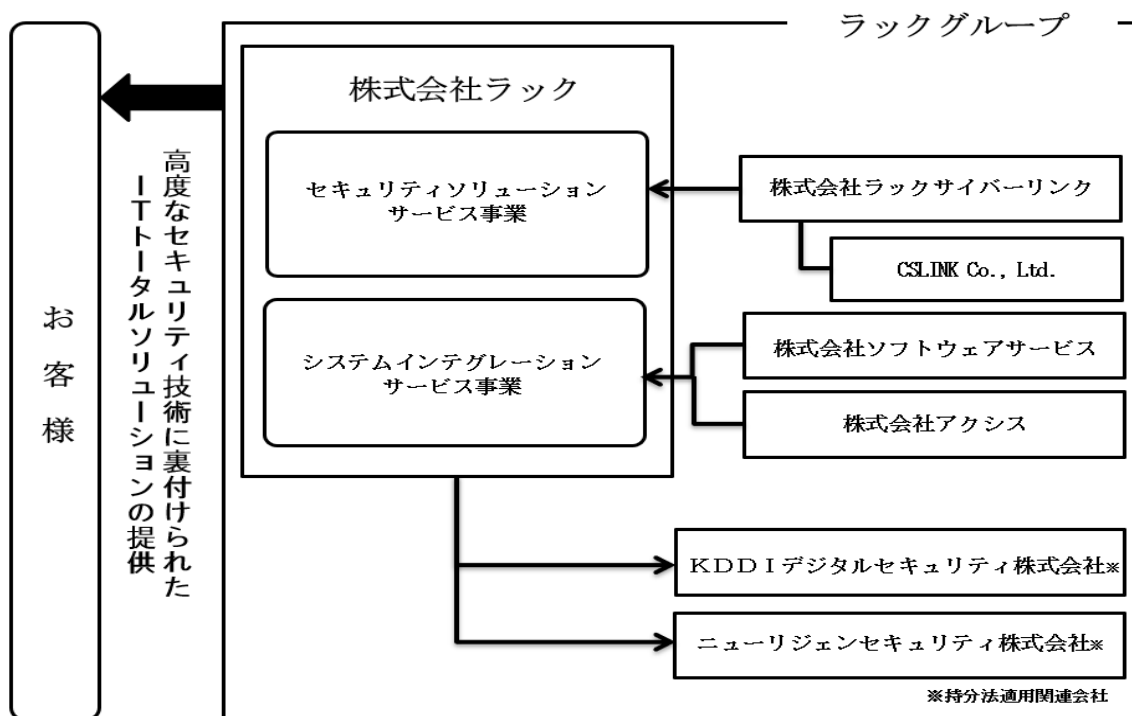 ラックグループ
お客様
高度なセキュリティ技術に裏付けられた
ITトータルソリューションの提供
株式会社ラック
セキュリティソリューション
サービス事業
システムインテグレーション
サービス事業
株式会社ラックサイバーリンク
CSLINK Co., Ltd.
株式会社ソフトウェアサービス
株式会社アクシス
KDDIデジタルセキュリティ株式会社※
ニューリジェンセキュリティ株式会社※
※持分法適用関連会社